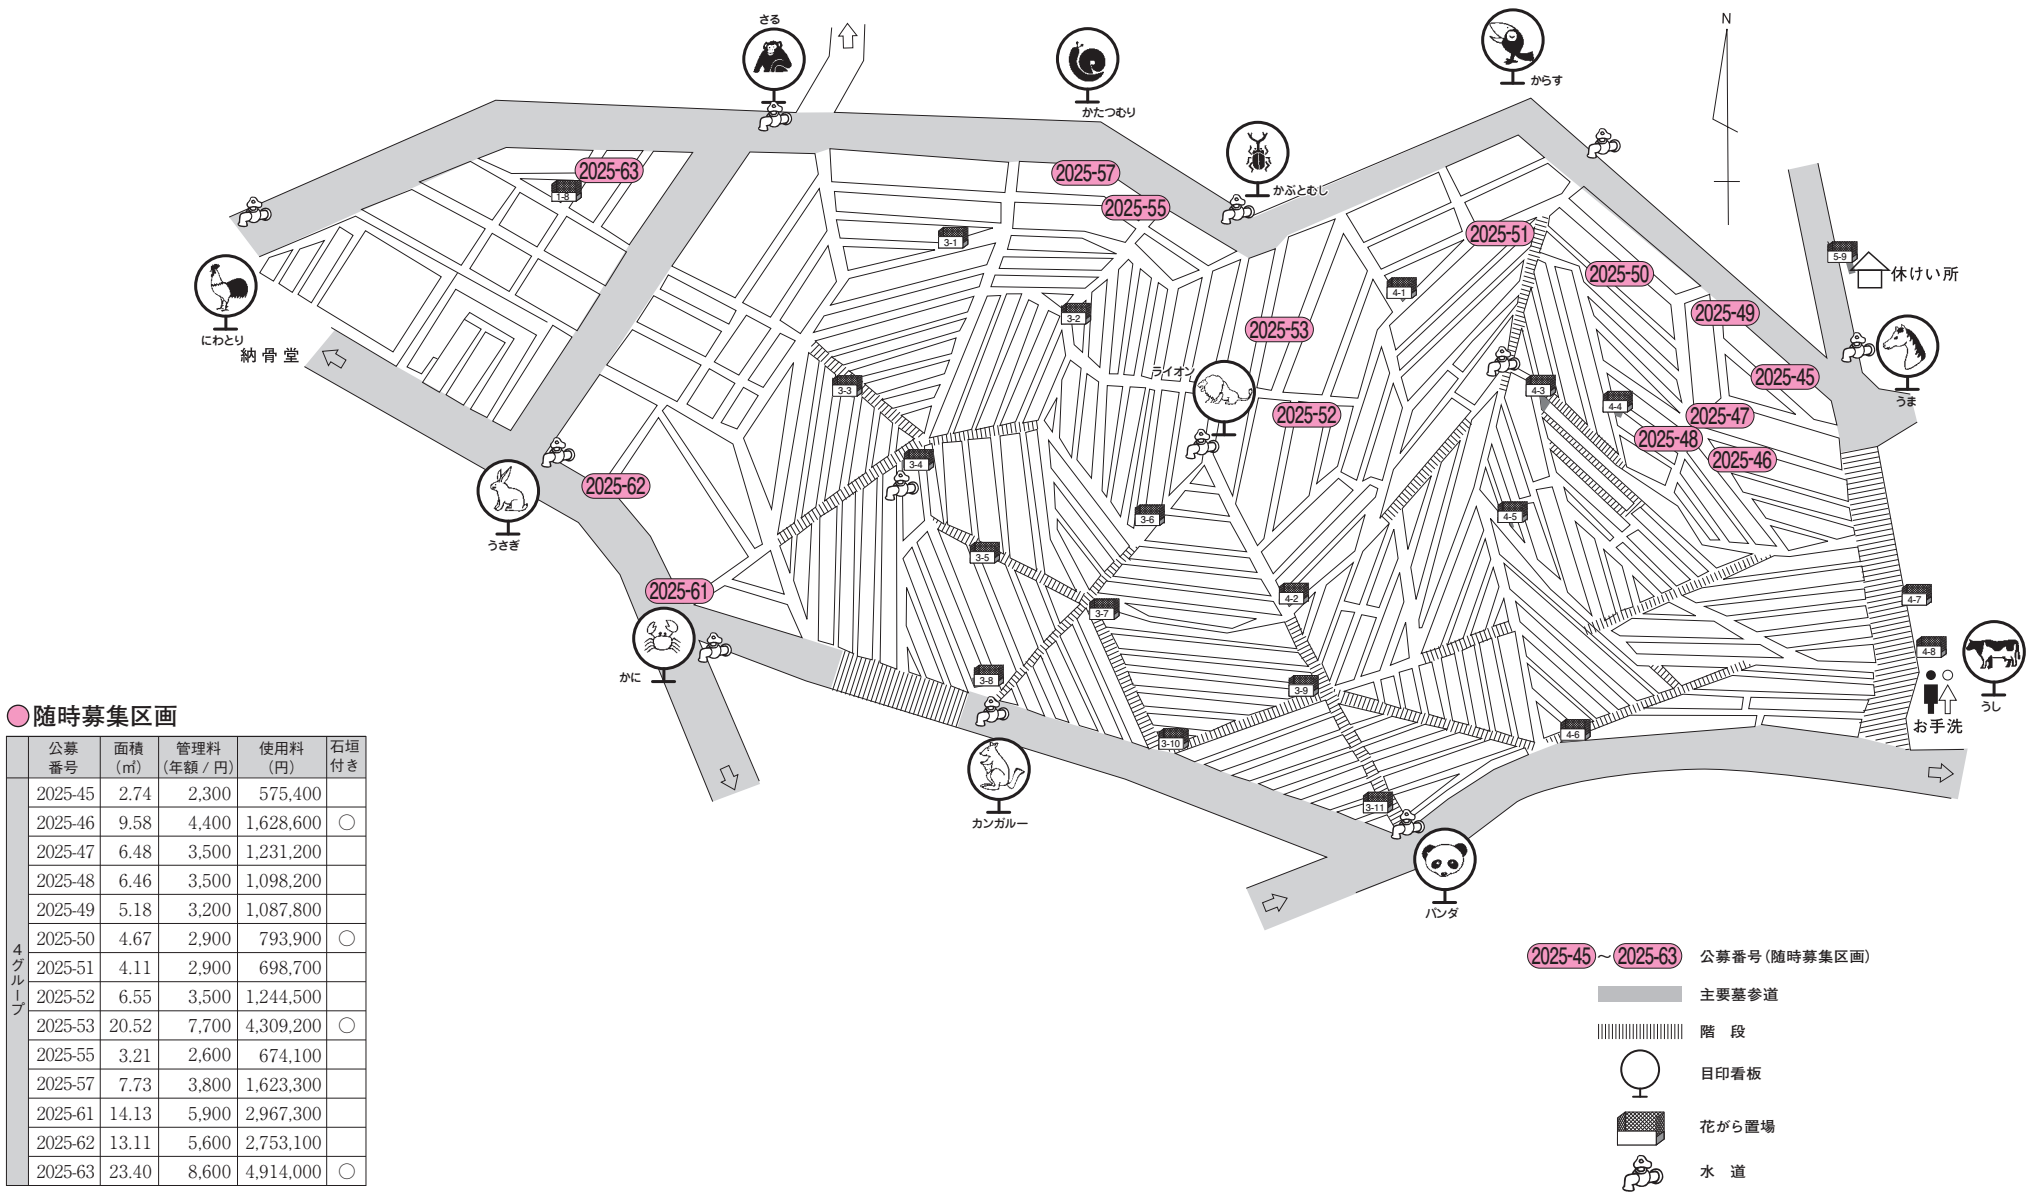 さる
かたつむり
からす
N
かぶとむし
2025-63
1-8
2025-57
2025-55
3-1
2025-51
2025-50
4-1
5-9
休けい所
にわとり
納骨堂
3-2
2025-53
2025-49
うま
ライオン
3-3
2025-52
4-3
4-4
2025-45
2025-47
2025-48
2025-46
3-4
うさぎ
2025-62
3-6
4-5
3-5
2025-61
3-7
4-2
4-7
4-8
うし
お手洗
かに
3-8
3-9
3-10
4-6
3-11
カンガルー
パンダ
随時募集区画
公募番号 面積(㎡) 管理料(年額/円) 使用料(円) 石垣付き
4グループ
2025-45 2.74 2,300 575,400
2025-46 9.58 4,400 1,628,600 ○
2025-47 6.48 3,500 1,231,200
2025-48 6.46 3,500 1,098,200
2025-49 5.18 3,200 1,087,800
2025-50 4.67 2,900 793,900 ○
2025-51 4.11 2,900 698,700
2025-52 6.55 3,500 1,244,500
2025-53 20.52 7,700 4,309,200 ○
2025-55 3.21 2,600 674,100
2025-57 7.73 3,800 1,623,300
2025-61 14.13 5,900 2,967,300
2025-62 13.11 5,600 2,753,100
2025-63 23.40 8,600 4,914,000 ○
2025-45～2025-63 公募番号(随時募集区画)
主要墓参道
階 段
目印看板
花がら置場
水 道